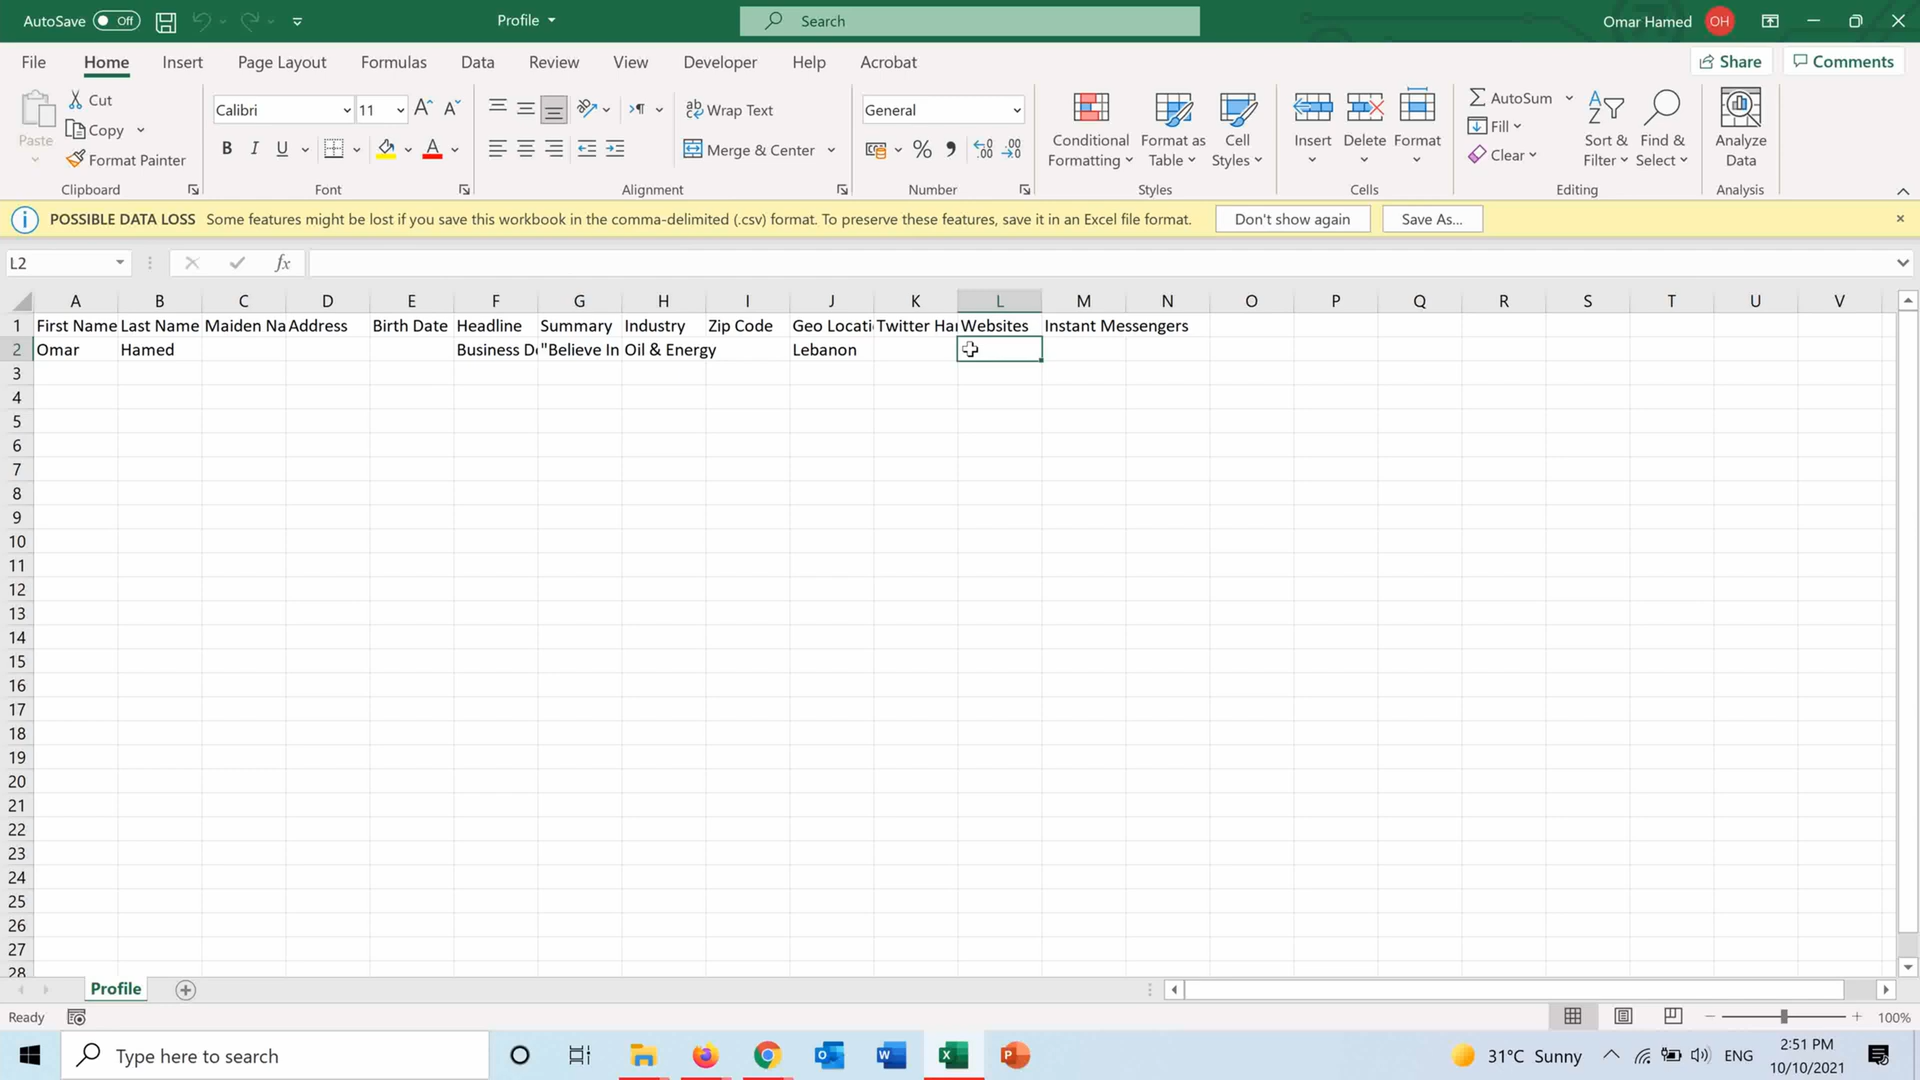 AutoSave Off Profile Search Omar Hamed OH
File Home Insert Page Layout Formulas Data Review View Developer Help Acrobat Share Comments
Paste Cut Copy Format Painter Clipboard
Calibri 11 B I U A Font
Wrap Text Merge & Center Alignment
General % Number
Conditional Formatting Format as Table Cell Styles Styles
Insert Delete Format Cells
AutoSum Fill Clear Sort & Filter Find & Select Editing
Analyze Data Analysis
POSSIBLE DATA LOSS Some features might be lost if you save this workbook in the comma-delimited (.csv) format. To preserve these features, save it in an Excel file format. Don't show again Save As...
L2 fx
A B C D E F G H I J K L M N O P Q R S T U V
1 First Name Last Name Maiden Na Address Birth Date Headline Summary Industry Zip Code Geo Locati Twitter Han Websites Instant Messengers
2 Omar Hamed Business De "Believe In Oil & Energy Lebanon
3
4
5
6
7
8
9
10
11
12
13
14
15
16
17
18
19
20
21
22
23
24
25
26
27
28
Profile
Ready 100%
Type here to search 31°C Sunny ENG 2:51 PM
10/10/2021